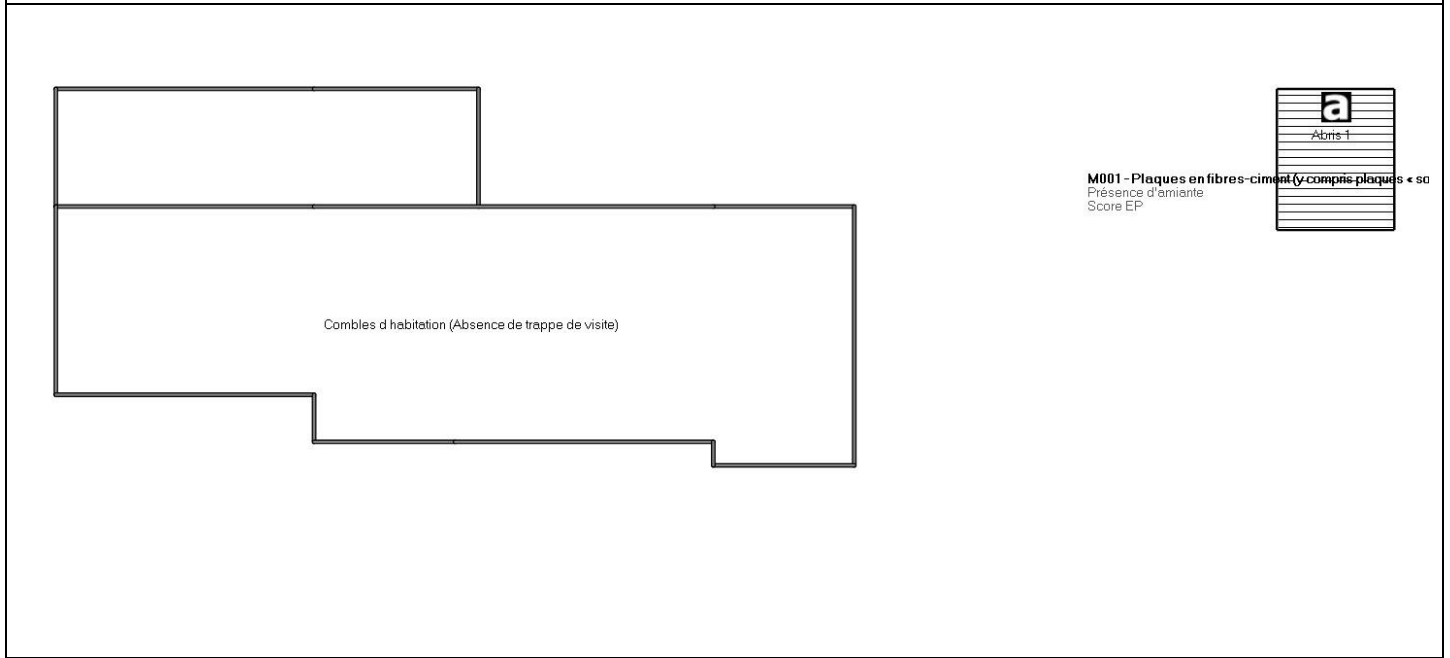 a
Abris 1
M001 - Plaques en fibres-ciment (y compris plaques « so
Présence d'amiante
Score EP
Combles d habitation (Absence de trappe de visite)